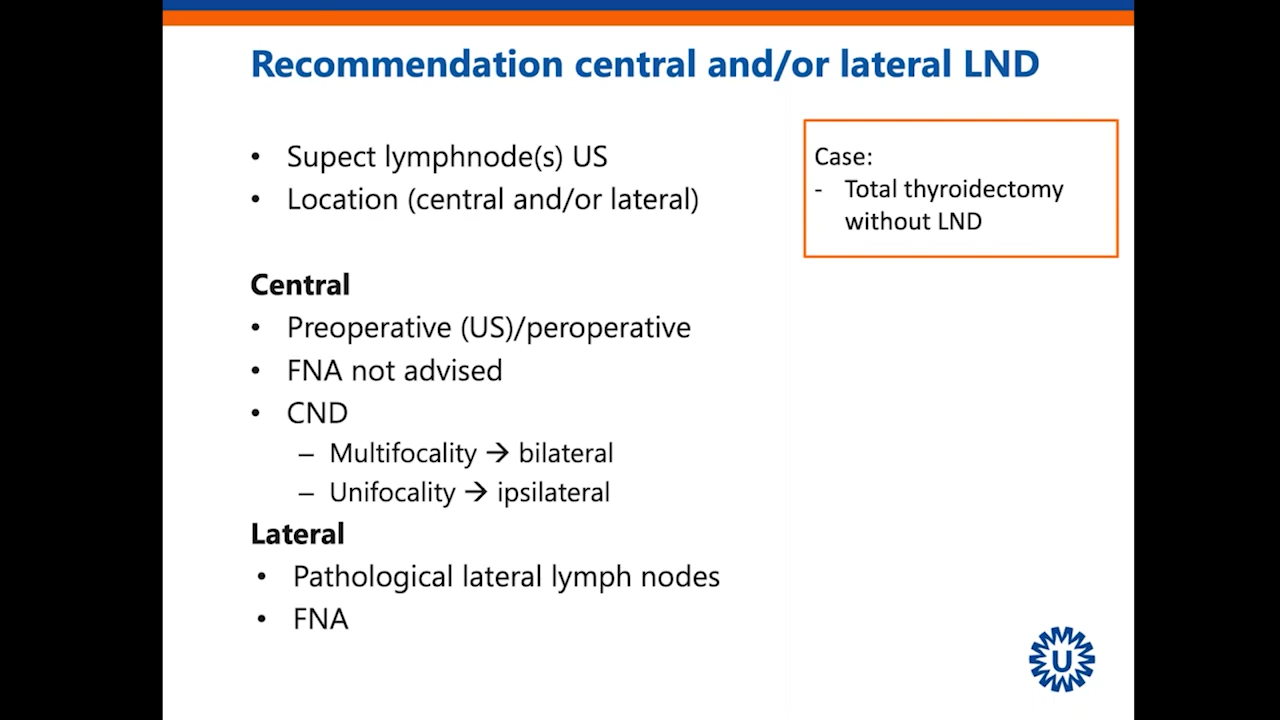 Recommendation central and/or lateral LND
• Supect lymphnode(s) US
• Location (central and/or lateral)
Case:
- Total thyroidectomy
without LND
Central
• Preoperative (US)/peroperative
• FNA not advised
• CND
– Multifocality → bilateral
– Unifocality → ipsilateral
Lateral
• Pathological lateral lymph nodes
• FNA
U